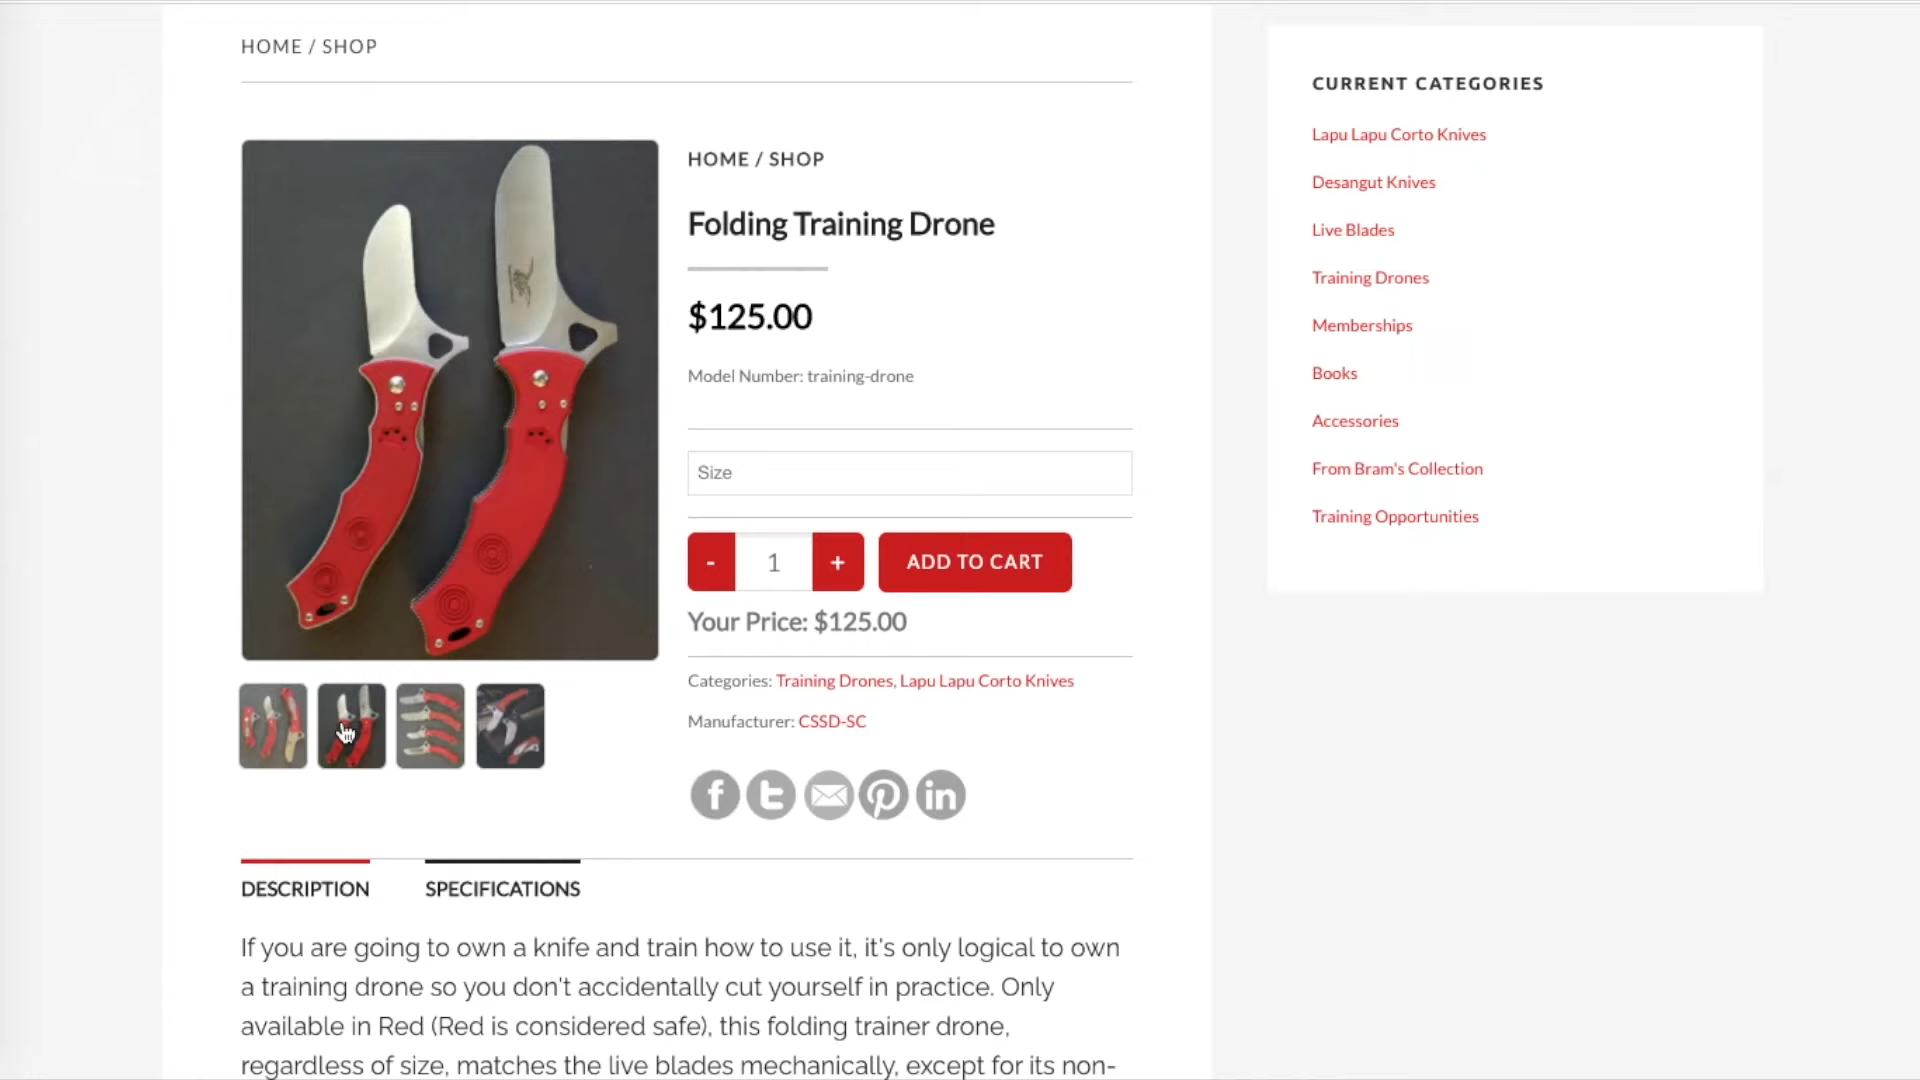 HOME / SHOP
HOME / SHOP
Folding Training Drone
$125.00
Model Number: training-drone
Size
- 1 + ADD TO CART
Your Price: $125.00
Categories: Training Drones, Lapu Lapu Corto Knives
Manufacturer: CSSD-SC
DESCRIPTION SPECIFICATIONS
If you are going to own a knife and train how to use it, it's only logical to own
a training drone so you don't accidentally cut yourself in practice. Only
available in Red (Red is considered safe), this folding trainer drone,
regardless of size, matches the live blades mechanically, except for its non-
CURRENT CATEGORIES
Lapu Lapu Corto Knives
Desangut Knives
Live Blades
Training Drones
Memberships
Books
Accessories
From Bram's Collection
Training Opportunities